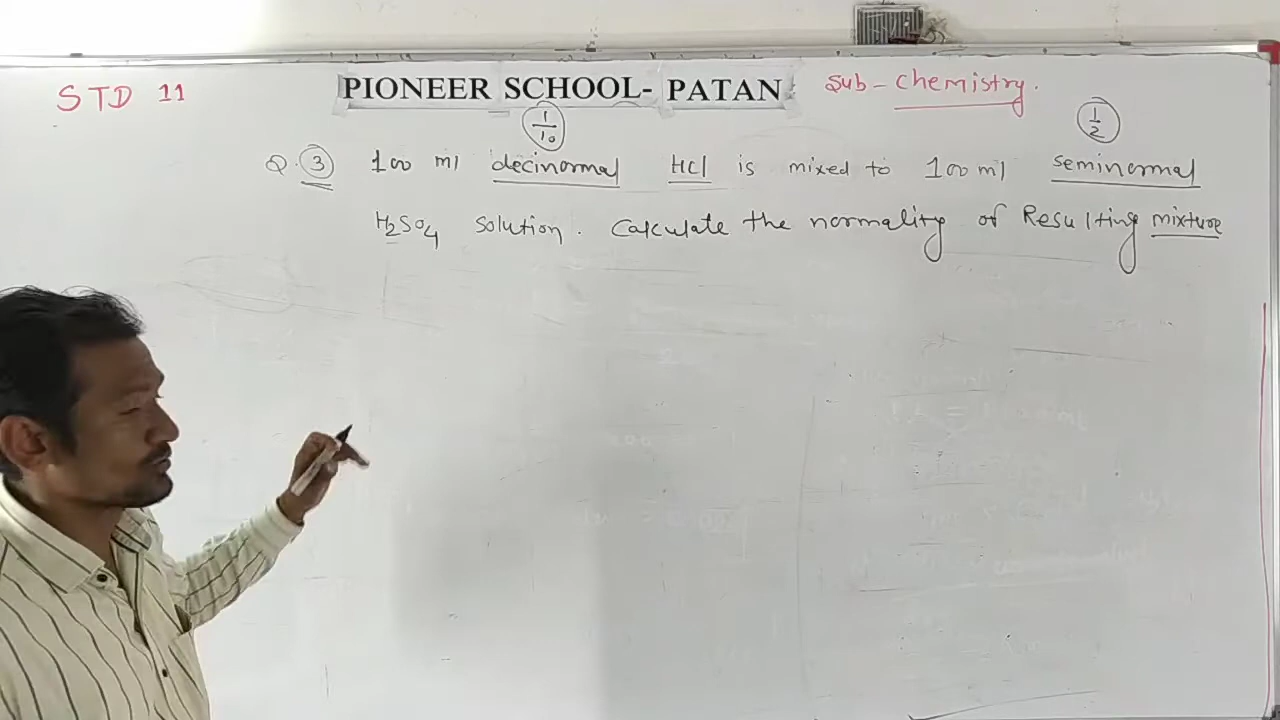 STD 11
PIONEER SCHOOL- PATAN
Sub - Chemistry.
1/10
1/2
Q. 3 100 ml decinormal HCl is mixed to 100 ml seminormal
H2SO4 solution. Calculate the normality of Resulting mixture